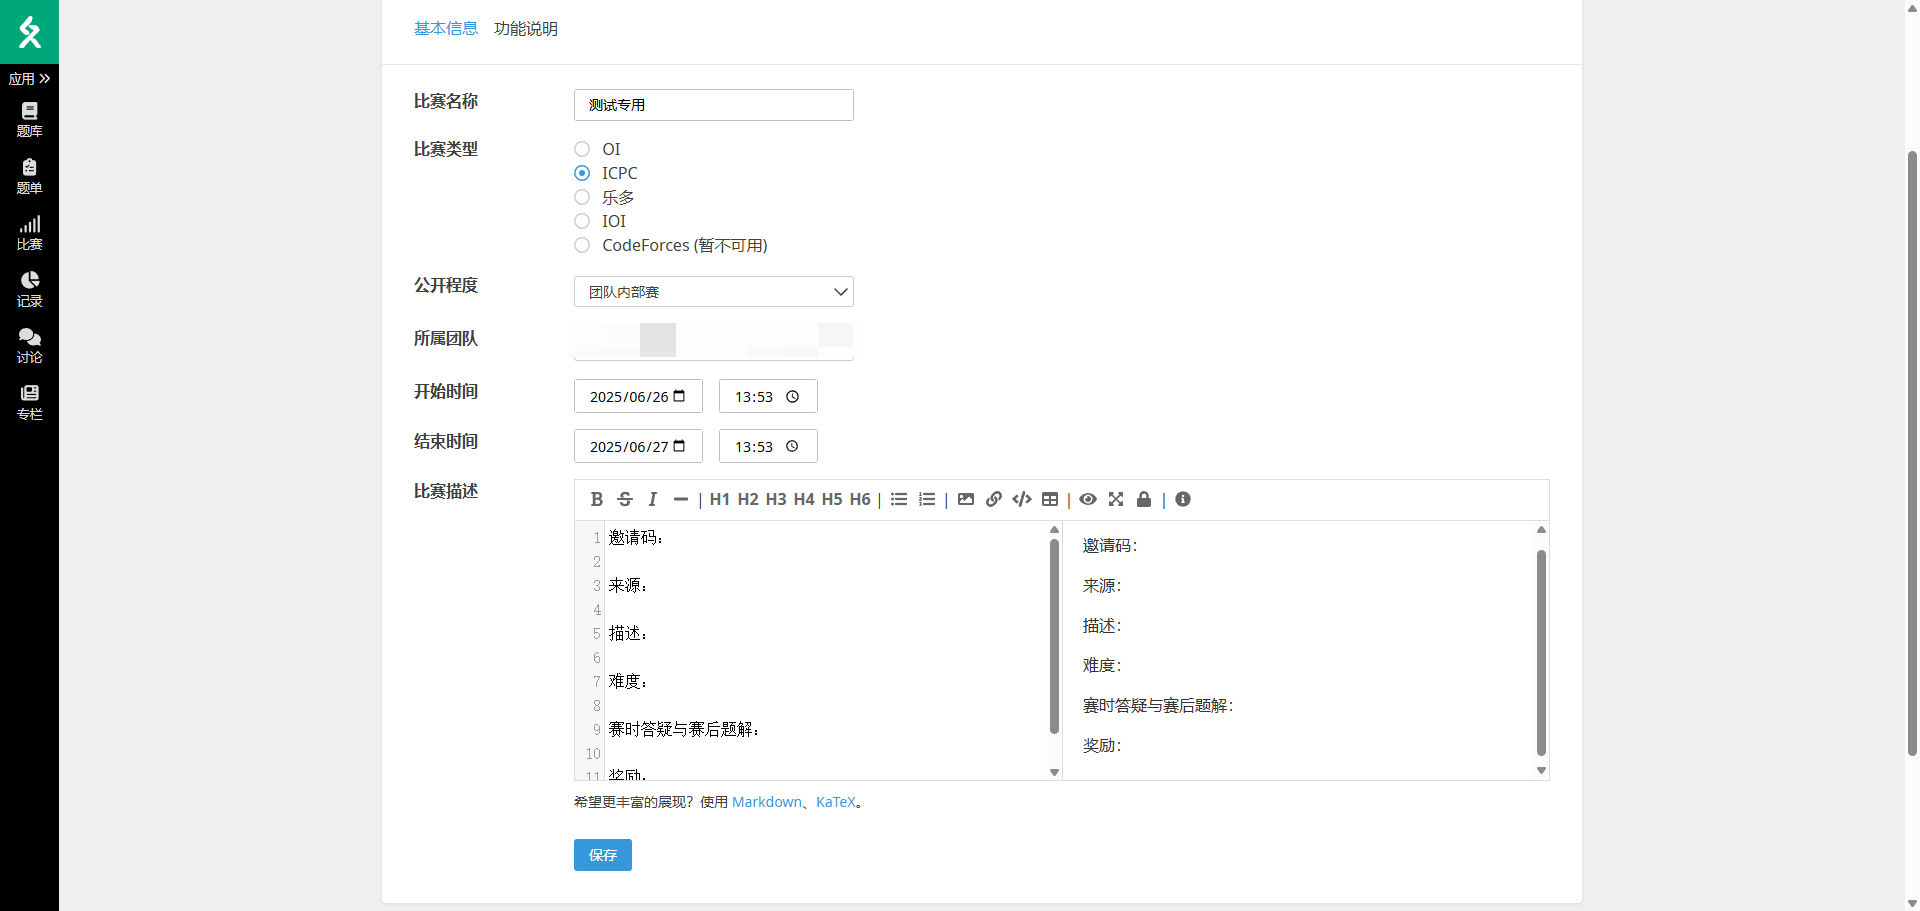 基本信息 功能说明
应用
题库
题单
比赛
记录
讨论
专栏
比赛名称 测试专用
比赛类型 OI
ICPC
乐多
IOI
CodeForces (暂不可用)
公开程度 团队内部赛
所属团队
开始时间 2025/06/26 13:53
结束时间 2025/06/27 13:53
比赛描述 B S I | H1 H2 H3 H4 H5 H6 | | | |
1 邀请码：
2
3 来源：
4
5 描述：
6
7 难度：
8
9 赛时答疑与赛后题解：
10
11 奖励：
邀请码：
来源：
描述：
难度：
赛时答疑与赛后题解：
奖励：
希望更丰富的展现？使用 Markdown、KaTeX。
保存